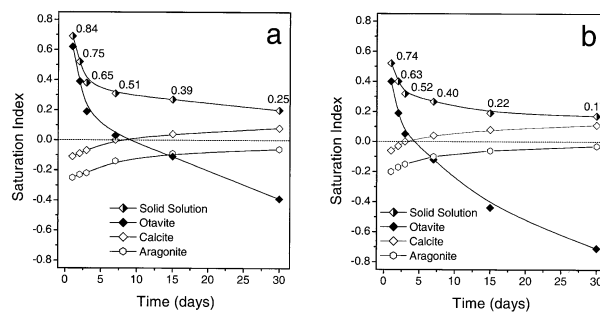 a
0.8
0.6
0.4
0.2
0.0
-0.2
-0.4
-0.6
-0.8
Saturation Index
0.84
0.75
0.65
0.51
0.39
0.25
Solid Solution
Otavite
Calcite
Aragonite
0 5 10 15 20 25 30
Time (days)
b
0.8
0.6
0.4
0.2
0.0
-0.2
-0.4
-0.6
-0.8
Saturation Index
0.74
0.63
0.52
0.40
0.22
0.1
Solid Solution
Otavite
Calcite
Aragonite
0 5 10 15 20 25 30
Time (days)